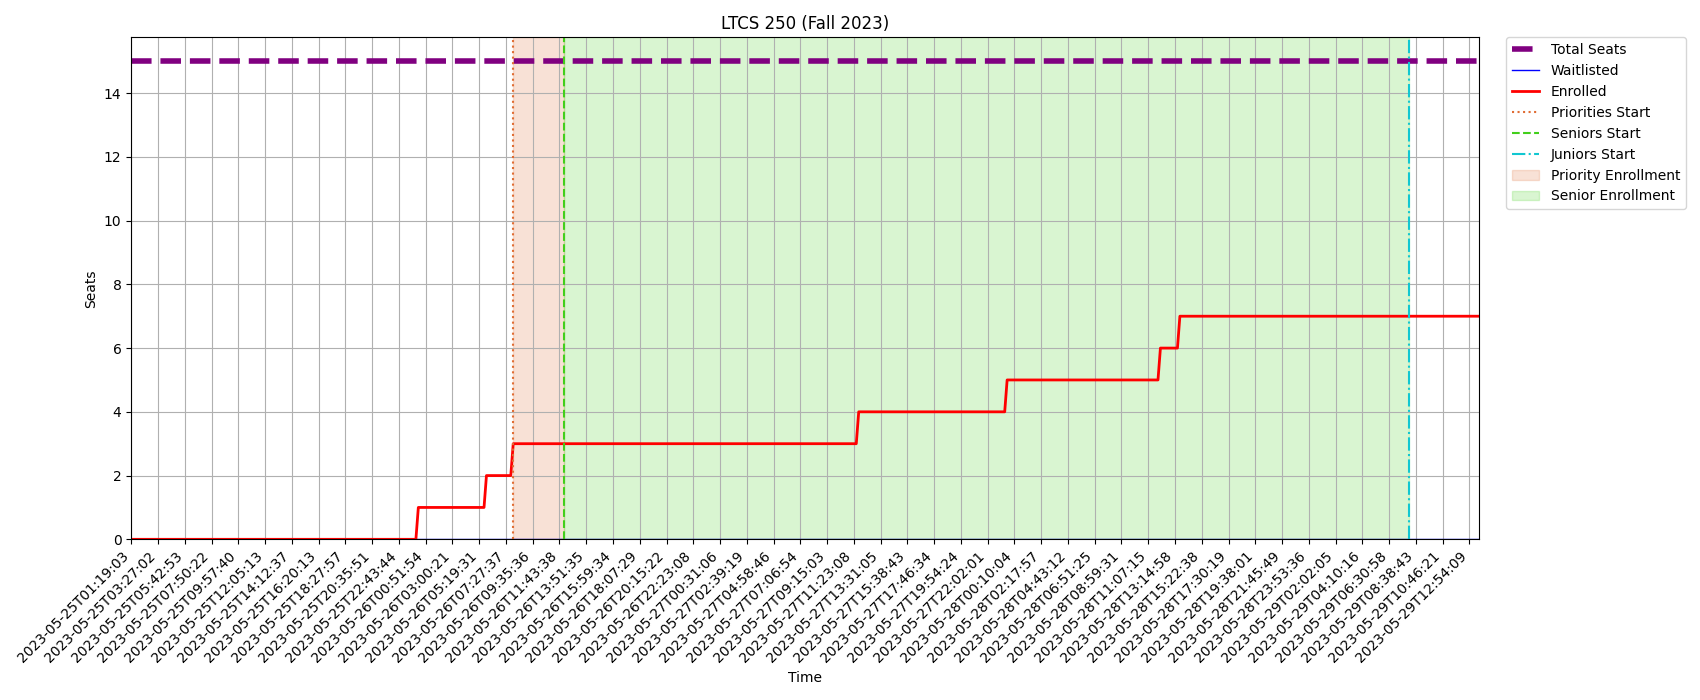 LTCS 250 (Fall 2023)
Total Seats
Waitlisted
Enrolled
Priorities Start
Seniors Start
Juniors Start
Priority Enrollment
Senior Enrollment
Seats
14
12
10
8
6
4
2
0
2023-05-25T01:19:03
2023-05-25T03:27:02
2023-05-25T05:42:53
2023-05-25T07:50:22
2023-05-25T09:57:40
2023-05-25T12:05:13
2023-05-25T14:12:37
2023-05-25T16:20:13
2023-05-25T18:27:57
2023-05-25T20:35:51
2023-05-25T22:43:44
2023-05-26T00:51:54
2023-05-26T03:00:21
2023-05-26T05:19:31
2023-05-26T07:27:37
2023-05-26T09:35:36
2023-05-26T11:43:38
2023-05-26T13:51:35
2023-05-26T15:59:34
2023-05-26T18:07:29
2023-05-26T20:15:22
2023-05-26T22:23:08
2023-05-27T00:31:06
2023-05-27T02:39:19
2023-05-27T04:58:46
2023-05-27T07:06:54
2023-05-27T09:15:03
2023-05-27T11:23:08
2023-05-27T13:31:05
2023-05-27T15:38:43
2023-05-27T17:46:34
2023-05-27T19:54:24
2023-05-27T22:02:01
2023-05-28T00:10:04
2023-05-28T02:17:57
2023-05-28T04:43:12
2023-05-28T06:51:25
2023-05-28T08:59:31
2023-05-28T11:07:15
2023-05-28T13:14:58
2023-05-28T15:22:38
2023-05-28T17:30:19
2023-05-28T19:38:01
2023-05-28T21:45:49
2023-05-28T23:53:36
2023-05-29T02:02:05
2023-05-29T04:10:16
2023-05-29T06:30:58
2023-05-29T08:38:43
2023-05-29T10:46:21
2023-05-29T12:54:09
Time